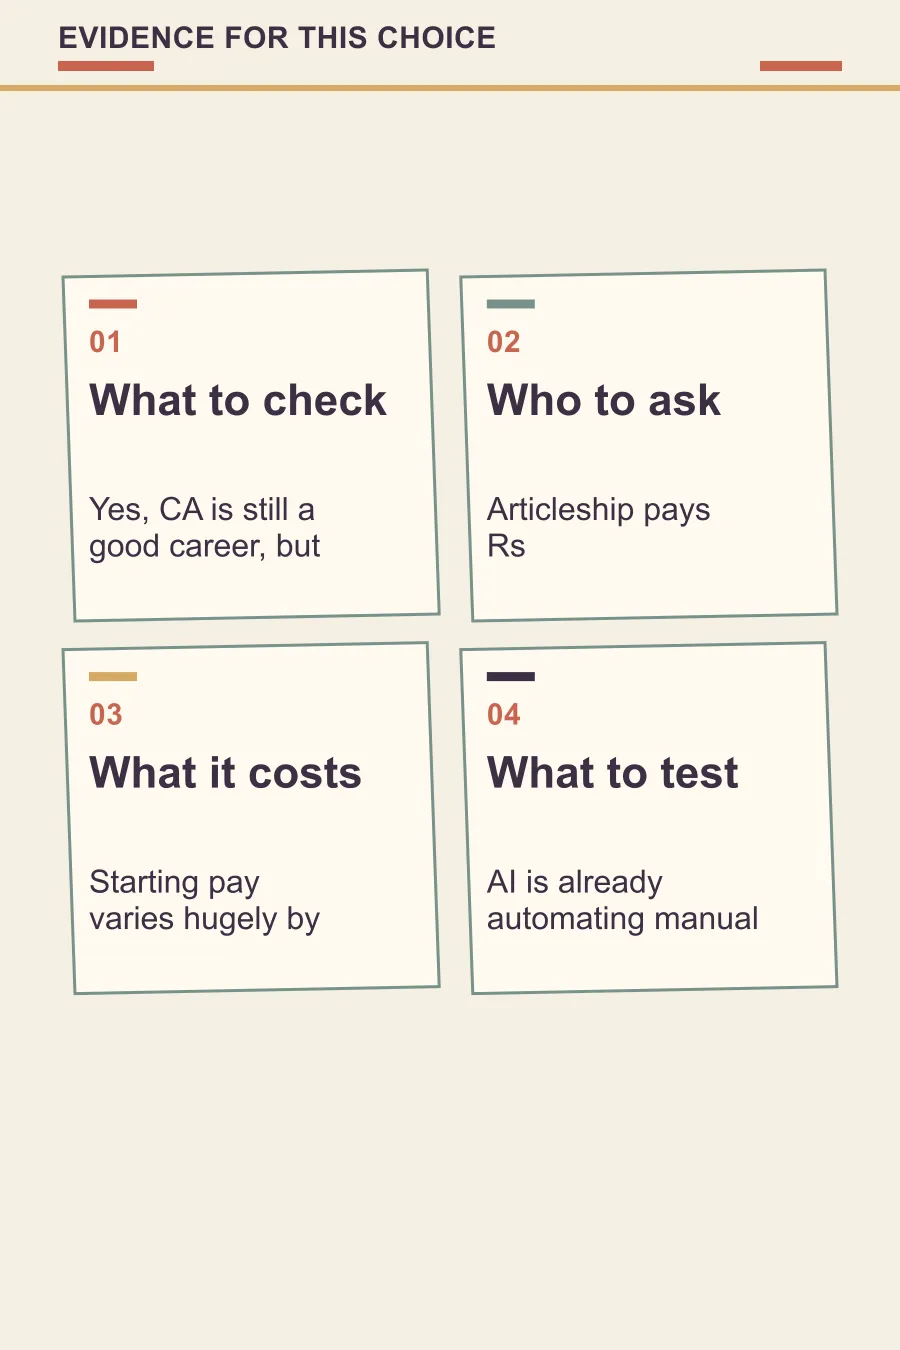 EVIDENCE FOR THIS CHOICE
01
What to check
Yes, CA is still a
good career, but
02
Who to ask
Articleship pays
Rs
03
What it costs
Starting pay
varies hugely by
04
What to test
AI is already
automating manual